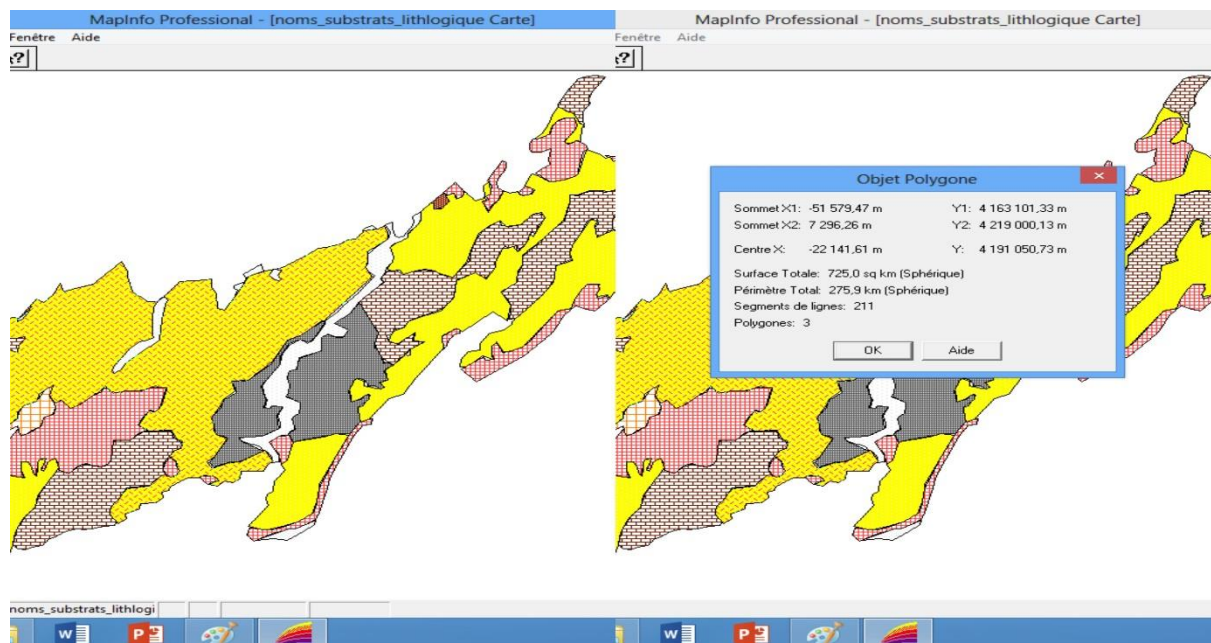 MapInfo Professional - [noms_substrats_lithlogique Carte]
Fenêtre Aide
?
MapInfo Professional - [noms_substrats_lithlogique Carte]
Fenêtre Aide
?
Objet Polygone
Sommet X1: -51 579,47 m Y1: 4 163 101,33 m
Sommet X2: 7 296,26 m Y2: 4 219 000,13 m
Centre X: -22 141,61 m Y: 4 191 050,73 m
Surface Totale: 725,0 sq km (Sphérique)
Périmètre Total: 275,9 km (Sphérique)
Segments de lignes: 211
Polygones: 3
OK Aide
noms_substrats_lithlogi
W P
W P